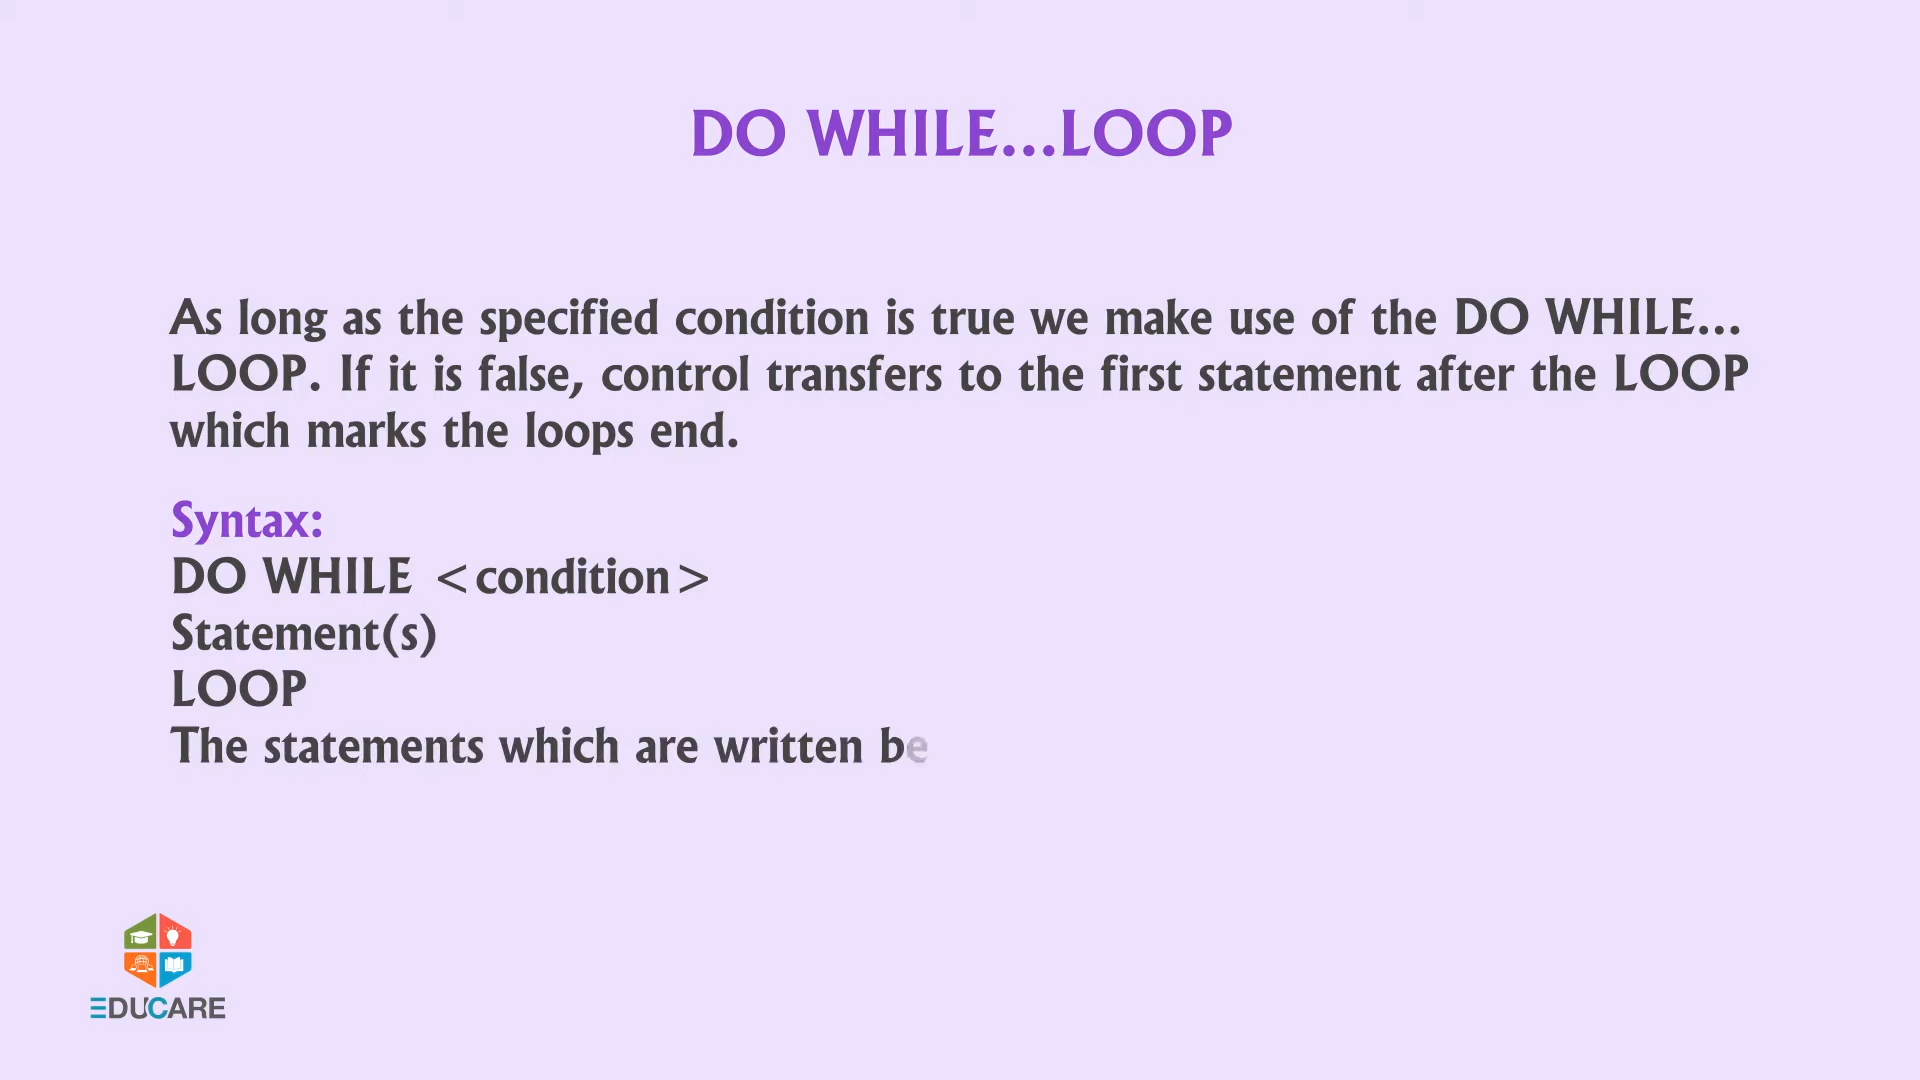 DO WHILE...LOOP
As long as the specified condition is true we make use of the DO WHILE...
LOOP. If it is false, control transfers to the first statement after the LOOP
which marks the loops end.
Syntax:
DO WHILE <condition>
Statement(s)
LOOP
The statements which are written be
EDUCARE